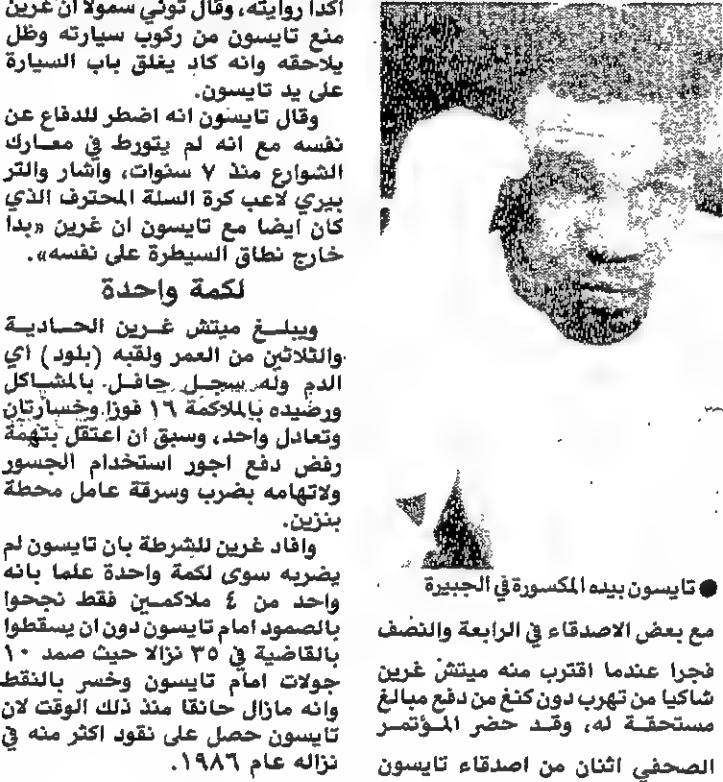 ● تايسون بيده المكسورة في الجبيرة
مع بعض الاصدقاء في الرابعة والنصف
فجرا عندما اقترب منه ميتش غرين
شاكيا من تهرب دون كنغ من دفع مبالغ
مستحقة له، وقد حضر المؤتمر
الصحفي اثنان من اصدقاء تايسون
اكدا روايته، وقال توني سمولا ان غرين
منع تايسون من ركوب سيارته وظل
يلاحقه وانه كاد يغلق باب السيارة
على يد تايسون.
وقال تايسون انه اضطر للدفاع عن
نفسه مع انه لم يتورط في معارك
الشوارع منذ ٧ سنوات، واشار والتر
بيري لاعب كرة السلة المحترف الذي
كان ايضا مع تايسون ان غرين «بدا
خارج نطاق السيطرة على نفسه».
لكمة واحدة
ويبلغ ميتش غرين الحادية
والثلاثين من العمر ولقبه (بلود) اي
الدم وله سجل حافل بالمشاكل
ورصيده بالملاكمة ١٦ فوزا وخسارتان
وتعادل واحد، وسبق ان اعتقل بتهمة
رفض دفع اجور استخدام الجسور
ولاتهامه بضرب وسرقة عامل محطة
بنزين.
وافاد غرين للشرطة بان تايسون لم
يضربه سوى لكمة واحدة علما بانه
واحد من ٤ ملاكمين فقط نجحوا
بالصمود امام تايسون دون ان يسقطوا
بالقاضية في ٣٥ نزالا حيث صمد ١٠
جولات امام تايسون وخسر بالنقط
وانه مازال حانقا منذ ذلك الوقت لان
تايسون حصل على نقود اكثر منه في
نزاله عام ١٩٨٦.